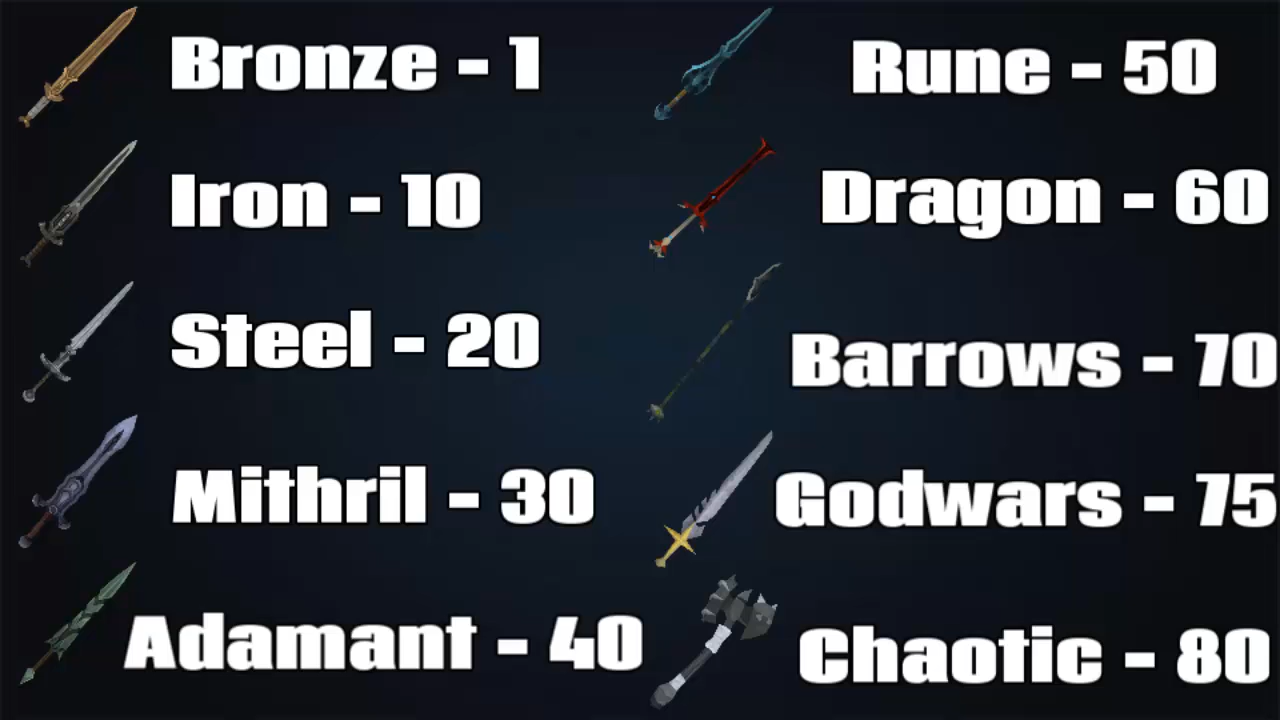 Bronze - 1
Iron - 10
Steel - 20
Mithril - 30
Adamant - 40
Rune - 50
Dragon - 60
Barrows - 70
Godwars - 75
Chaotic - 80